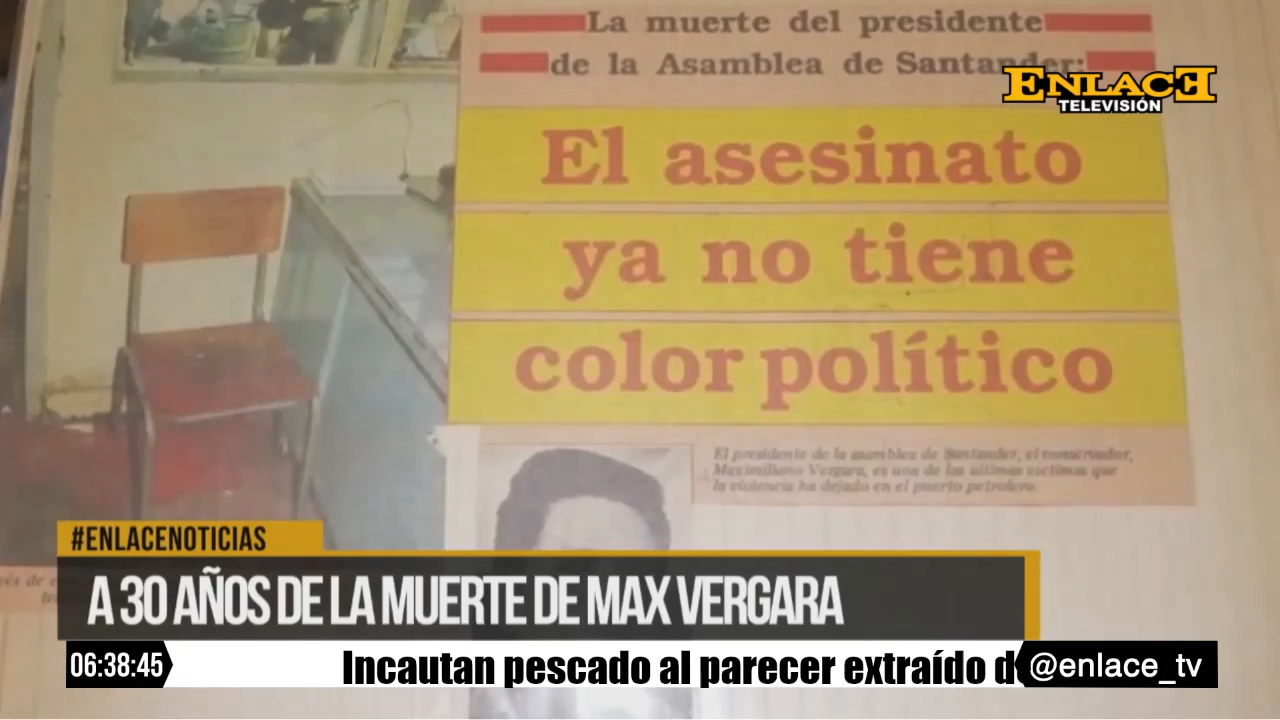 La muerte del presidente
de la Asamblea de Santander:
ENLACE
TELEVISIÓN
El asesinato
ya no tiene
color político
El presidente de la asamblea de Santander, el conservador,
Maximiliano Vergara, es una de las últimas víctimas que
la violencia ha dejado en el puerto petrolero.
#ENLACENOTICIAS
A 30 AÑOS DE LA MUERTE DE MAX VERGARA
06:38:45
Incautan pescado al parecer extraído
@enlace_tv